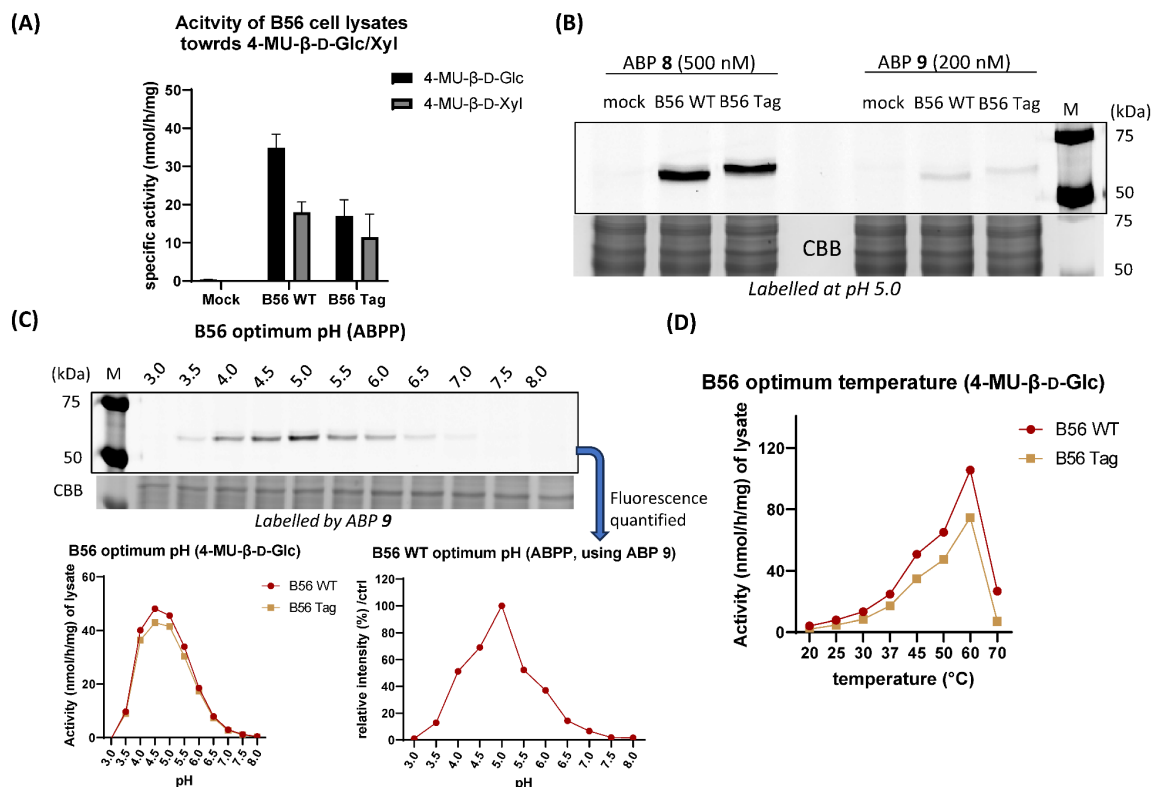 (A)
Acitvity of B56 cell lysates
towrds 4-MU-β-D-Glc/Xyl
4-MU-β-D-Glc
4-MU-β-D-Xyl
specific activity (nmol/h/mg)
50
40
30
20
10
0
Mock B56 WT B56 Tag
(B)
ABP 8 (500 nM) ABP 9 (200 nM)
mock B56 WT B56 Tag mock B56 WT B56 Tag M (kDa)
75
50
75
CBB
50
Labelled at pH 5.0
(C)
B56 optimum pH (ABPP)
(kDa) M 3.0 3.5 4.0 4.5 5.0 5.5 6.0 6.5 7.0 7.5 8.0
75
50
CBB
Labelled by ABP 9
Fluorescence
quantified
B56 optimum pH (4-MU-β-D-Glc)
B56 WT
B56 Tag
Activity (nmol/h/mg) of lysate
60
40
20
0
3.0 3.5 4.0 4.5 5.0 5.5 6.0 6.5 7.0 7.5 8.0
pH
B56 WT optimum pH (ABPP, using ABP 9)
relative intensity (%) /ctrl
125
100
75
50
25
0
3.0 3.5 4.0 4.5 5.0 5.5 6.0 6.5 7.0 7.5 8.0
pH
(D)
B56 optimum temperature (4-MU-β-D-Glc)
B56 WT
B56 Tag
Activity (nmol/h/mg) of lysate
120
80
40
0
20 25 30 37 45 50 60 70
temperature (°C)